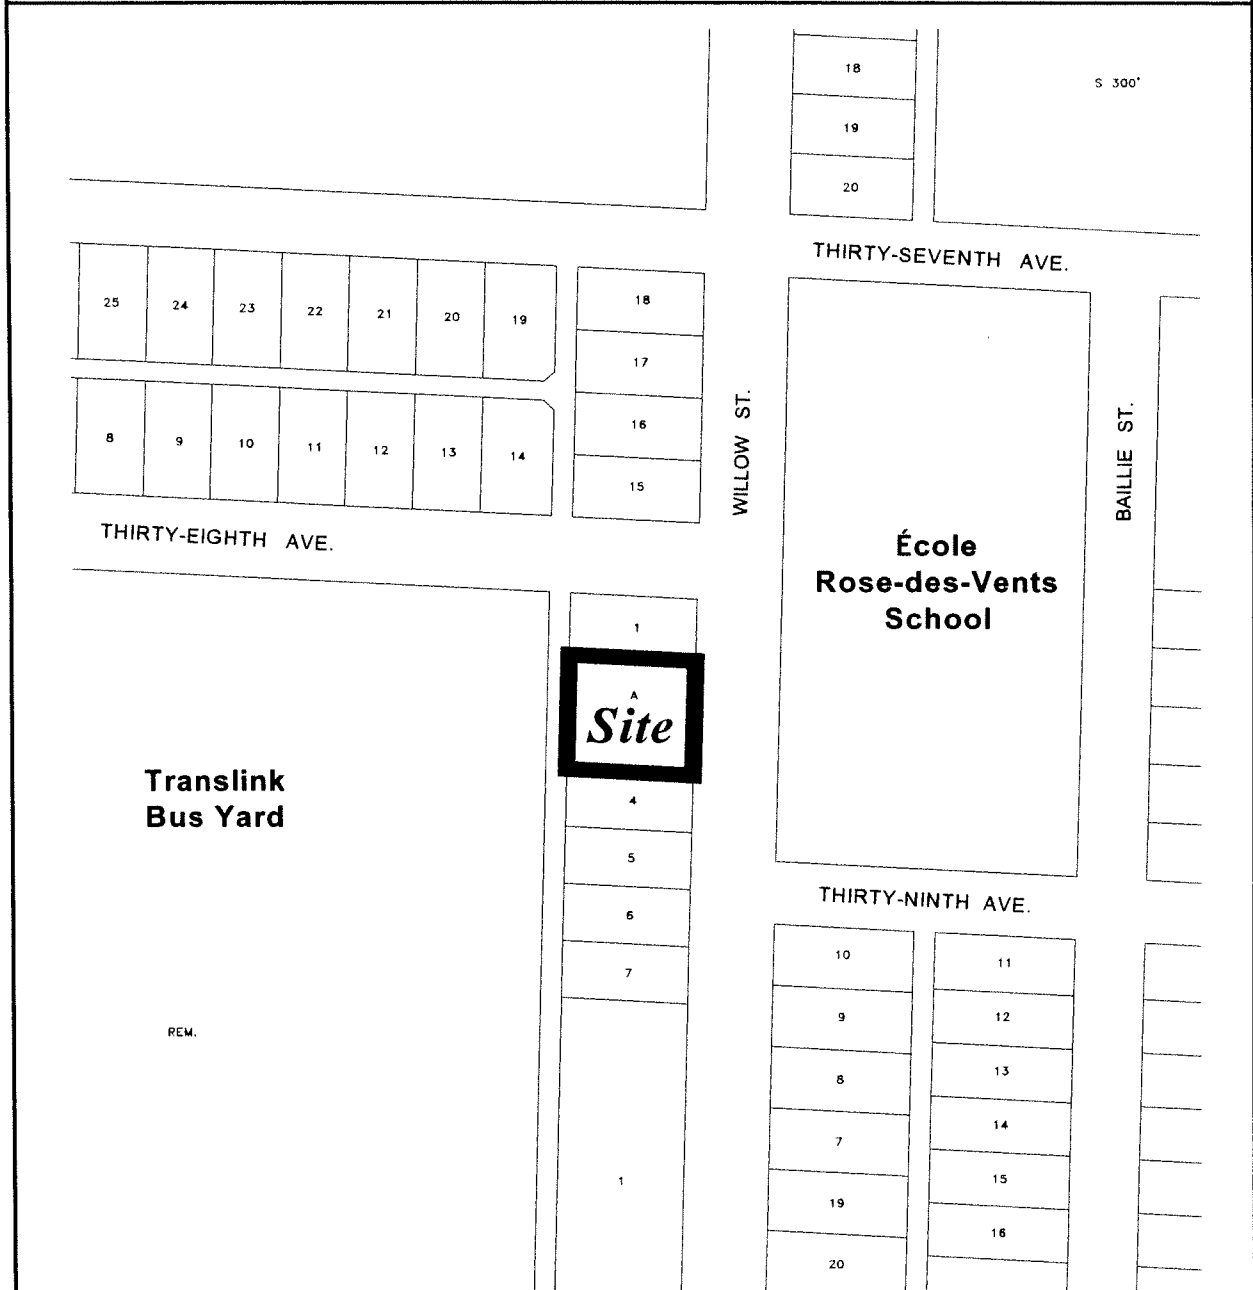 18
S 300'
19
20
THIRTY-SEVENTH AVE.
25
24
23
22
21
20
19
18
17
16
15
8
9
10
11
12
13
14
WILLOW ST.
BAILLIE ST.
THIRTY-EIGHTH AVE.
École
Rose-des-Vents
School
1
A
Site
Translink
Bus Yard
4
5
6
7
THIRTY-NINTH AVE.
REM.
1
10
9
8
7
19
20
11
12
13
14
15
16